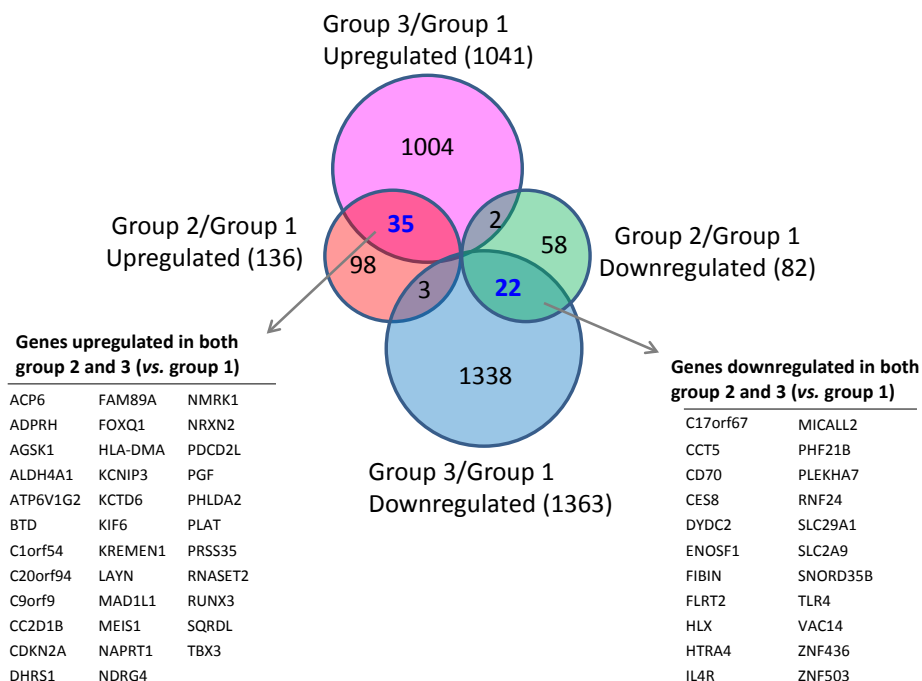 Group 3/Group 1
Upregulated (1041)
1004
Group 2/Group 1
Upregulated (136)
35
2
58
98
3
22
Group 2/Group 1
Downregulated (82)
1338
Group 3/Group 1
Downregulated (1363)
Genes upregulated in both
group 2 and 3 (vs. group 1)
ACP6 FAM89A NMRK1
ADPRH FOXQ1 NRXN2
AGSK1 HLA-DMA PDCD2L
ALDH4A1 KCNIP3 PGF
ATP6V1G2 KCTD6 PHLDA2
BTD KIF6 PLAT
C1orf54 KREMEN1 PRSS35
C20orf94 LAYN RNASET2
C9orf9 MAD1L1 RUNX3
CC2D1B MEIS1 SQRDL
CDKN2A NAPRT1 TBX3
DHRS1 NDRG4
Genes downregulated in both
group 2 and 3 (vs. group 1)
C17orf67 MICALL2
CCT5 PHF21B
CD70 PLEKHA7
CES8 RNF24
DYDC2 SLC29A1
ENOSF1 SLC2A9
FIBIN SNORD35B
FLRT2 TLR4
HLX VAC14
HTRA4 ZNF436
IL4R ZNF503